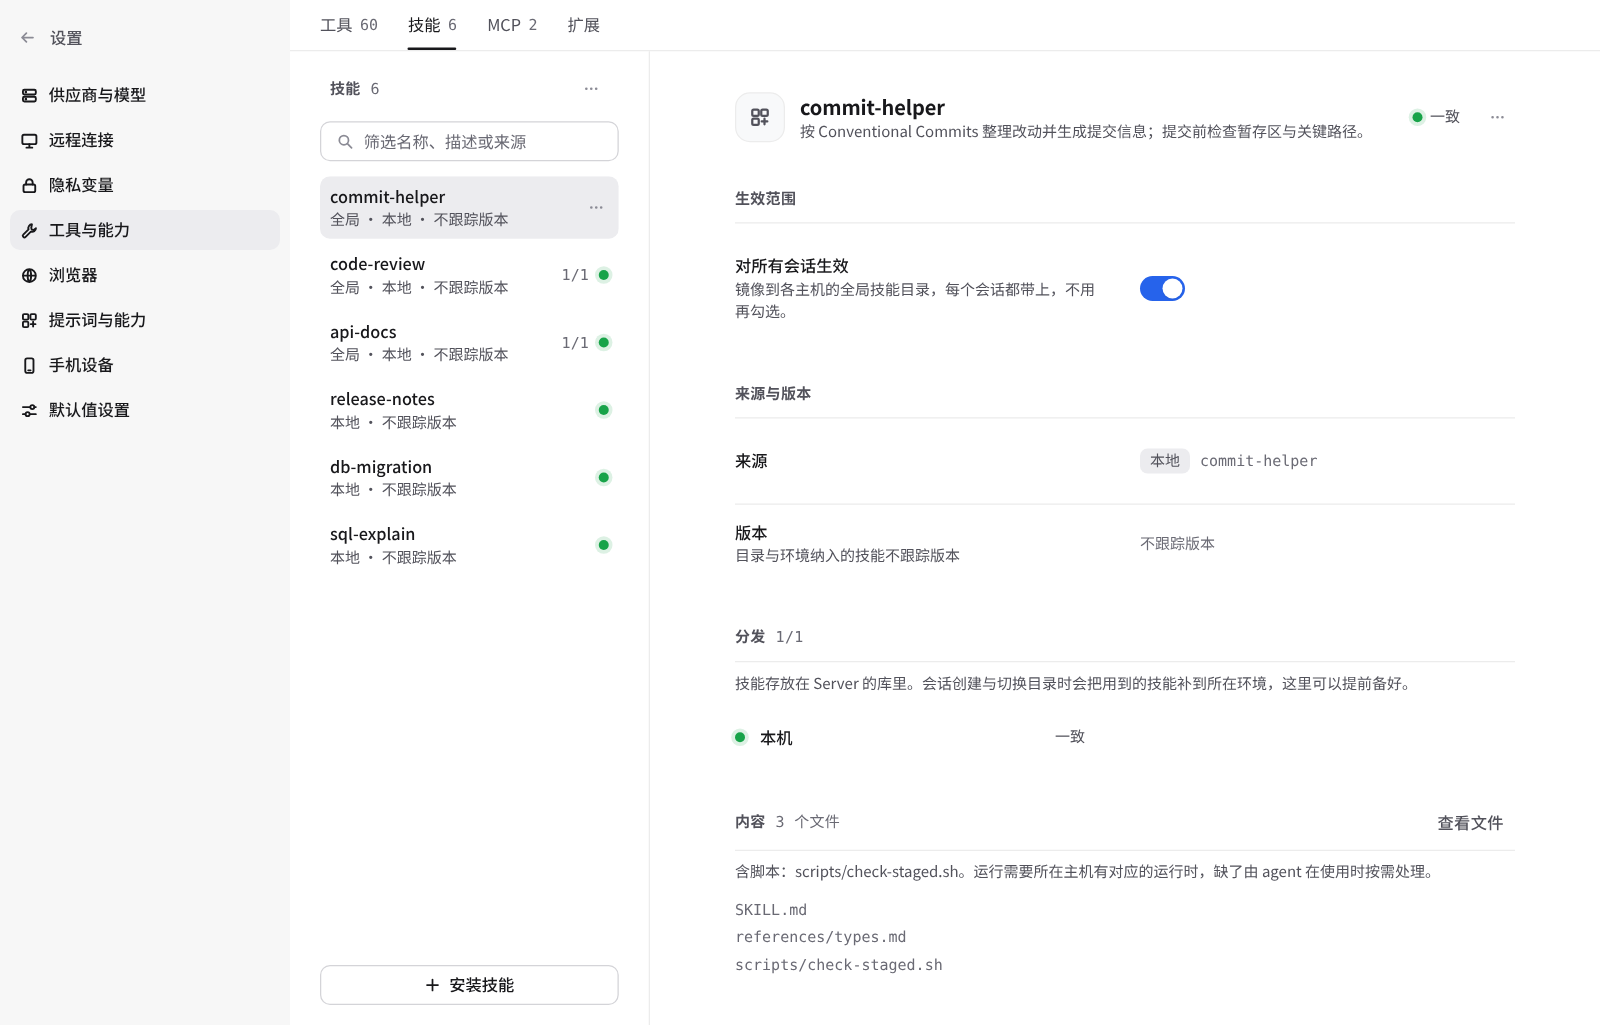 设置
供应商与模型
远程连接
隐私变量
工具与能力
浏览器
提示词与能力
手机设备
默认值设置
工具 60
技能 6
MCP 2
扩展
技能 6
筛选名称、描述或来源
commit-helper
全局 · 本地 · 不跟踪版本
code-review
全局 · 本地 · 不跟踪版本
1/1
api-docs
全局 · 本地 · 不跟踪版本
1/1
release-notes
本地 · 不跟踪版本
db-migration
本地 · 不跟踪版本
sql-explain
本地 · 不跟踪版本
安装技能
commit-helper
按 Conventional Commits 整理改动并生成提交信息；提交前检查暂存区与关键路径。
一致
生效范围
对所有会话生效
镜像到各主机的全局技能目录，每个会话都带上，不用
再勾选。
来源与版本
来源
本地 commit-helper
版本
目录与环境纳入的技能不跟踪版本
不跟踪版本
分发 1/1
技能存放在 Server 的库里。会话创建与切换目录时会把用到的技能补到所在环境，这里可以提前备好。
本机
一致
内容 3 个文件
查看文件
含脚本：scripts/check-staged.sh。运行需要所在主机有对应的运行时，缺了由 agent 在使用时按需处理。
SKILL.md
references/types.md
scripts/check-staged.sh